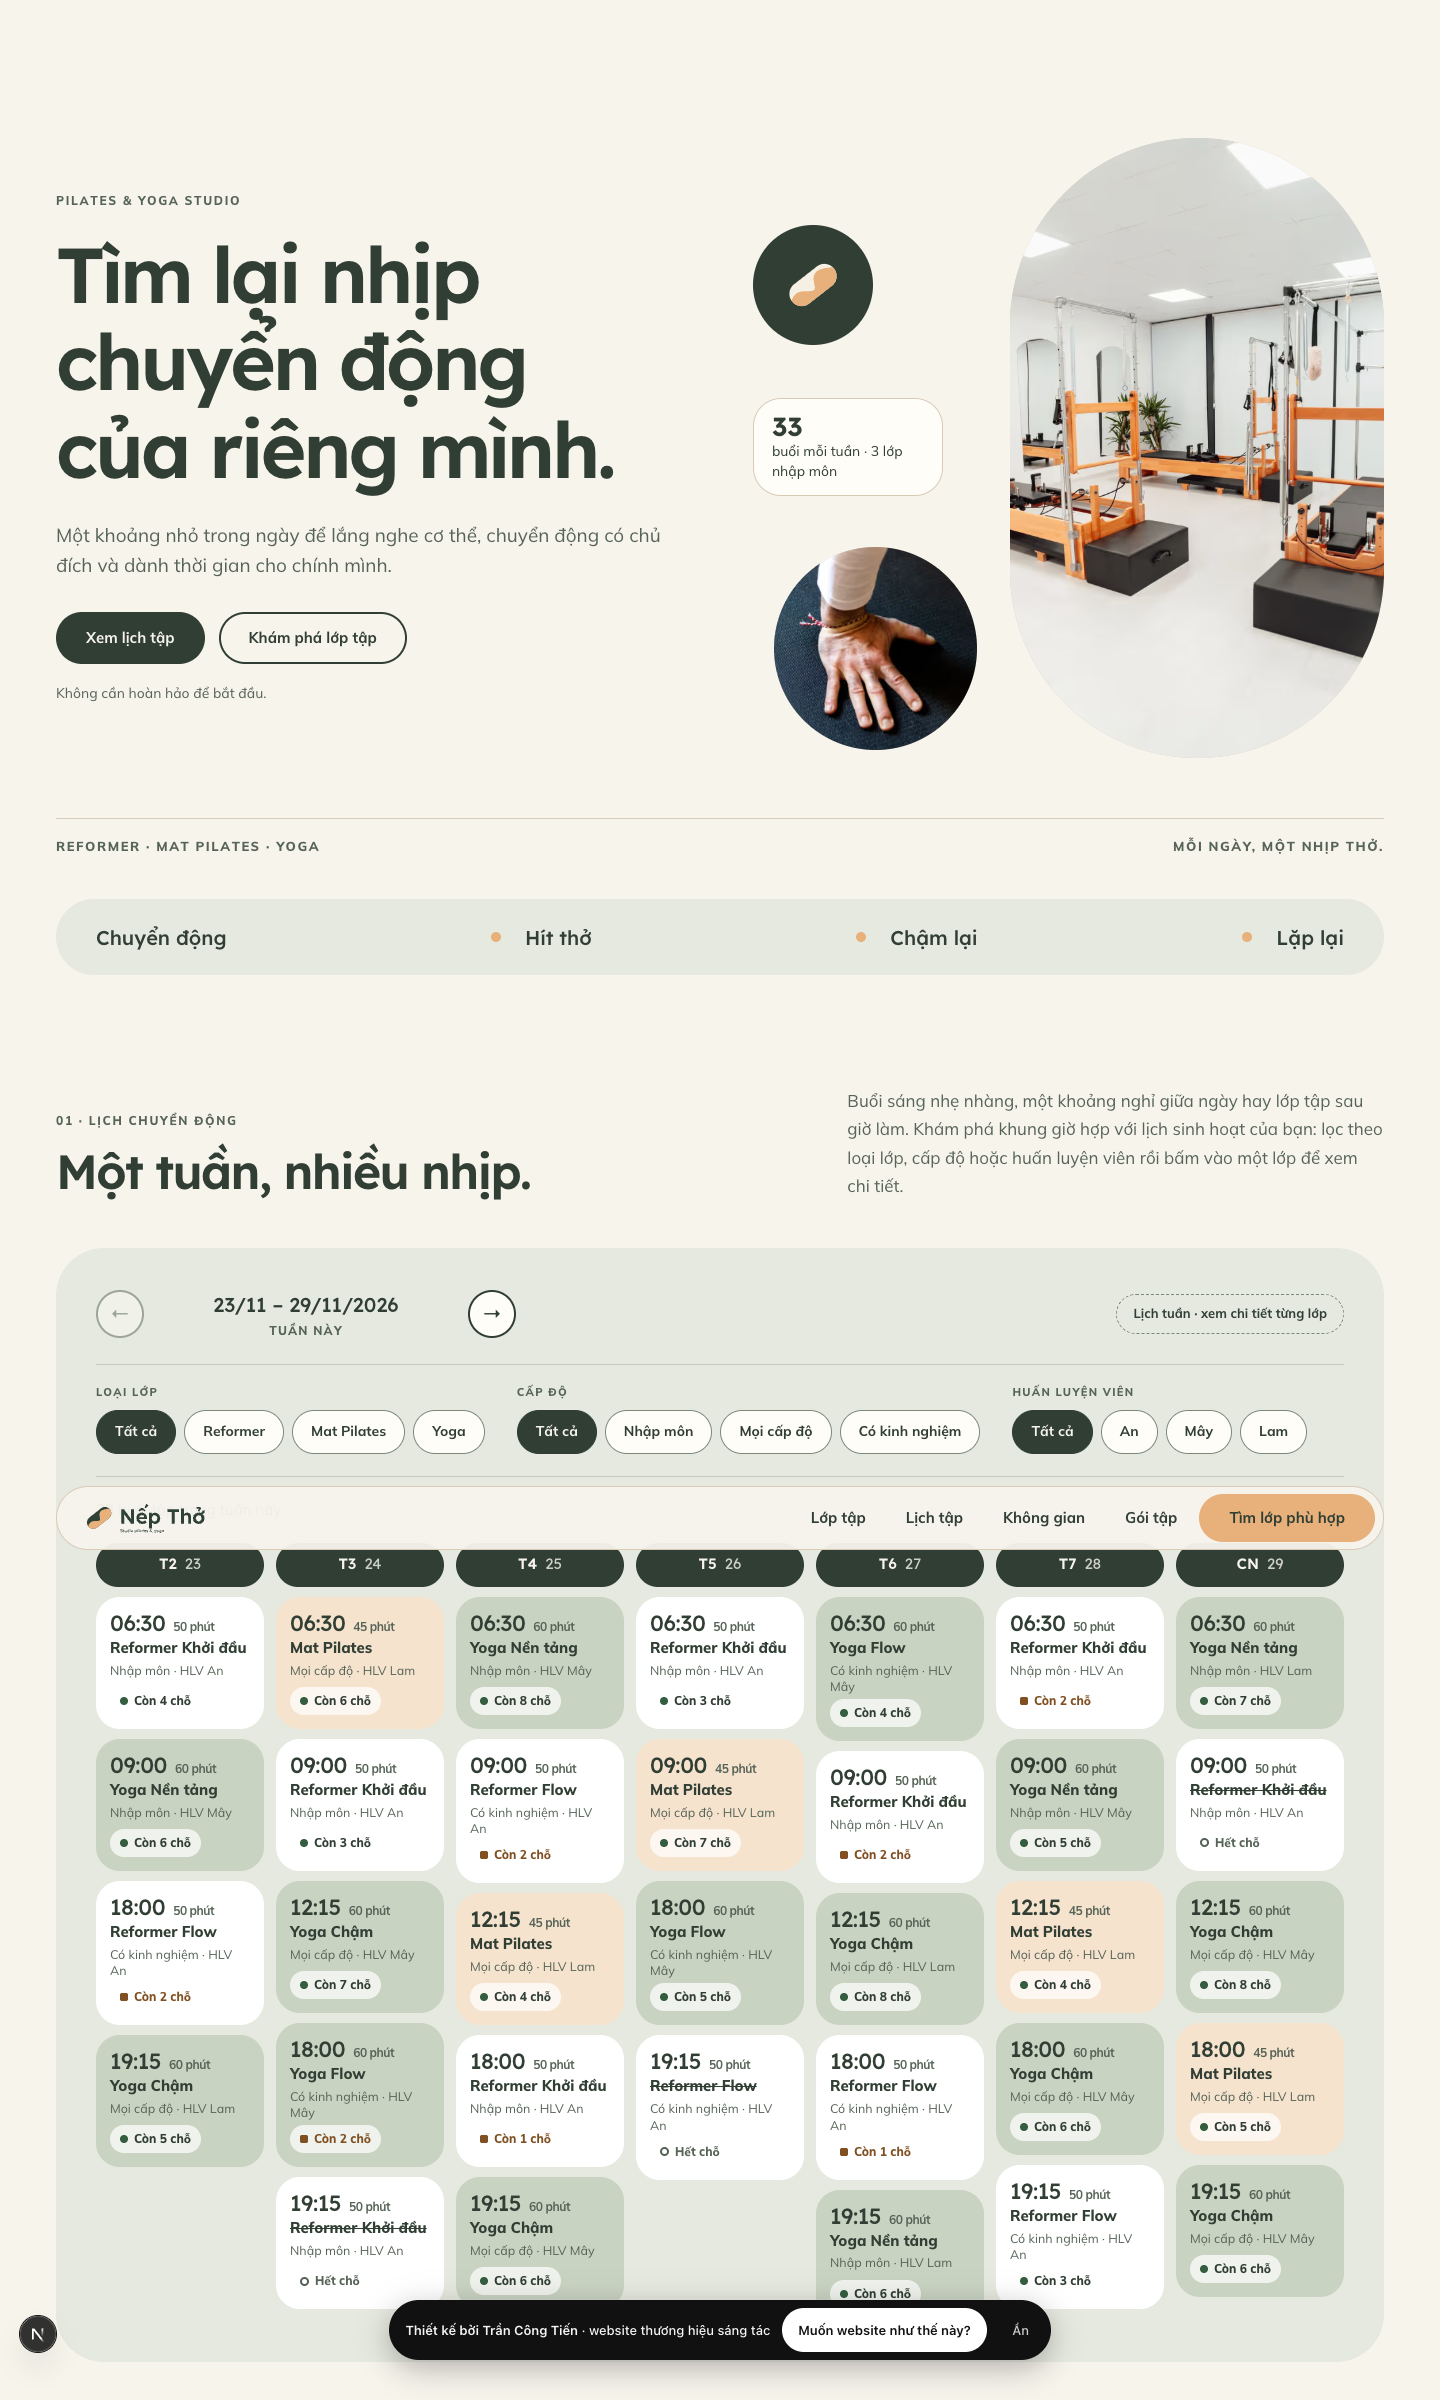 PILATES & YOGA STUDIO
Tìm lại nhịp
chuyển động
của riêng mình.
Một khoảng nhỏ trong ngày để lắng nghe cơ thể, chuyển động có chủ
đích và dành thời gian cho chính mình.
Xem lịch tập
Khám phá lớp tập
Không cần hoàn hảo để bắt đầu.
33
buổi mỗi tuần · 3 lớp
nhập môn
REFORMER · MAT PILATES · YOGA
MỖI NGÀY, MỘT NHỊP THỞ.
Chuyển động
Hít thở
Chậm lại
Lặp lại
01 · LỊCH CHUYỂN ĐỘNG
Một tuần, nhiều nhịp.
Buổi sáng nhẹ nhàng, một khoảng nghỉ giữa ngày hay lớp tập sau
giờ làm. Khám phá khung giờ hợp với lịch sinh hoạt của bạn: lọc theo
loại lớp, cấp độ hoặc huấn luyện viên rồi bấm vào một lớp để xem
chi tiết.
←
23/11 – 29/11/2026
TUẦN NÀY
→
Lịch tuần · xem chi tiết từng lớp
LOẠI LỚP
Tất cả
Reformer
Mat Pilates
Yoga
CẤP ĐỘ
Tất cả
Nhập môn
Mọi cấp độ
Có kinh nghiệm
HUẤN LUYỆN VIÊN
Tất cả
An
Mây
Lam
Nếp Thở
Lớp tập
Lịch tập
Không gian
Gói tập
Tìm lớp phù hợp
T2 23
06:30 50 phút
Reformer Khởi đầu
Nhập môn · HLV An
Còn 4 chỗ
09:00 60 phút
Yoga Nền tảng
Nhập môn · HLV Mây
Còn 6 chỗ
18:00 50 phút
Reformer Flow
Có kinh nghiệm · HLV
An
Còn 2 chỗ
19:15 60 phút
Yoga Chậm
Mọi cấp độ · HLV Lam
Còn 5 chỗ
T3 24
06:30 45 phút
Mat Pilates
Mọi cấp độ · HLV Lam
Còn 6 chỗ
09:00 50 phút
Reformer Khởi đầu
Nhập môn · HLV An
Còn 3 chỗ
12:15 60 phút
Yoga Chậm
Mọi cấp độ · HLV Mây
Còn 7 chỗ
18:00 60 phút
Yoga Flow
Có kinh nghiệm · HLV
Mây
Còn 2 chỗ
19:15 50 phút
Reformer Khởi đầu
Nhập môn · HLV An
Hết chỗ
T4 25
06:30 60 phút
Yoga Nền tảng
Nhập môn · HLV Mây
Còn 8 chỗ
09:00 50 phút
Reformer Flow
Có kinh nghiệm · HLV
An
Còn 2 chỗ
12:15 45 phút
Mat Pilates
Mọi cấp độ · HLV Lam
Còn 4 chỗ
18:00 50 phút
Reformer Khởi đầu
Nhập môn · HLV An
Còn 1 chỗ
19:15 60 phút
Yoga Chậm
Mọi cấp độ · HLV Mây
Còn 6 chỗ
T5 26
06:30 50 phút
Reformer Khởi đầu
Nhập môn · HLV An
Còn 3 chỗ
09:00 45 phút
Mat Pilates
Mọi cấp độ · HLV Lam
Còn 7 chỗ
18:00 60 phút
Yoga Flow
Có kinh nghiệm · HLV
Mây
Còn 5 chỗ
19:15 50 phút
Reformer Flow
Có kinh nghiệm · HLV
An
Hết chỗ
T6 27
06:30 60 phút
Yoga Flow
Có kinh nghiệm · HLV
Mây
Còn 4 chỗ
09:00 50 phút
Reformer Khởi đầu
Nhập môn · HLV An
Còn 2 chỗ
12:15 60 phút
Yoga Chậm
Mọi cấp độ · HLV Lam
Còn 8 chỗ
18:00 50 phút
Reformer Flow
Có kinh nghiệm · HLV
An
Còn 1 chỗ
19:15 60 phút
Yoga Nền tảng
Nhập môn · HLV Lam
Còn 6 chỗ
T7 28
06:30 50 phút
Reformer Khởi đầu
Nhập môn · HLV An
Còn 2 chỗ
09:00 60 phút
Yoga Nền tảng
Nhập môn · HLV Mây
Còn 5 chỗ
12:15 45 phút
Mat Pilates
Mọi cấp độ · HLV Lam
Còn 4 chỗ
18:00 60 phút
Yoga Chậm
Mọi cấp độ · HLV Mây
Còn 6 chỗ
19:15 50 phút
Reformer Flow
Có kinh nghiệm · HLV
An
Còn 3 chỗ
CN 29
06:30 60 phút
Yoga Nền tảng
Nhập môn · HLV Lam
Còn 7 chỗ
09:00 50 phút
Reformer Khởi đầu
Nhập môn · HLV An
Hết chỗ
12:15 60 phút
Yoga Chậm
Mọi cấp độ · HLV Mây
Còn 8 chỗ
18:00 45 phút
Mat Pilates
Mọi cấp độ · HLV Lam
Còn 5 chỗ
19:15 60 phút
Yoga Chậm
Mọi cấp độ · HLV Mây
Còn 6 chỗ
N
Thiết kế bởi Trần Công Tiến · website thương hiệu sáng tác
Muốn website như thế này?
Ẩn